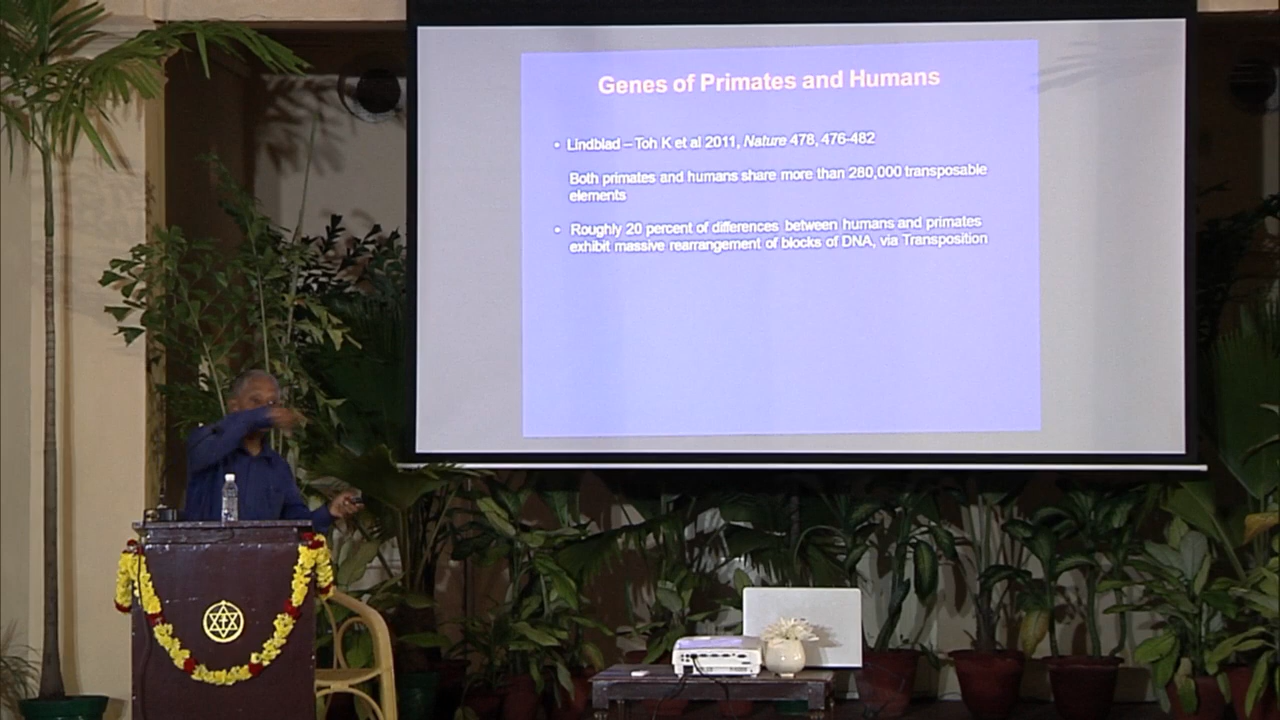 Genes of Primates and Humans
• Lindblad – Toh K et al 2011, Nature 478, 476-482
Both primates and humans share more than 280,000 transposable
elements
• Roughly 20 percent of differences between humans and primates
exhibit massive rearrangement of blocks of DNA, via Transposition